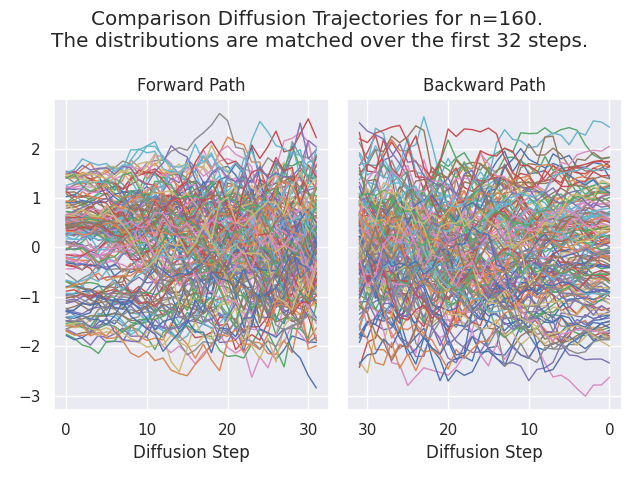 Comparison Diffusion Trajectories for n=160.
The distributions are matched over the first 32 steps.
Forward Path
Backward Path
2
1
0
−1
−2
−3
0
10
20
30
30
20
10
0
Diffusion Step
Diffusion Step